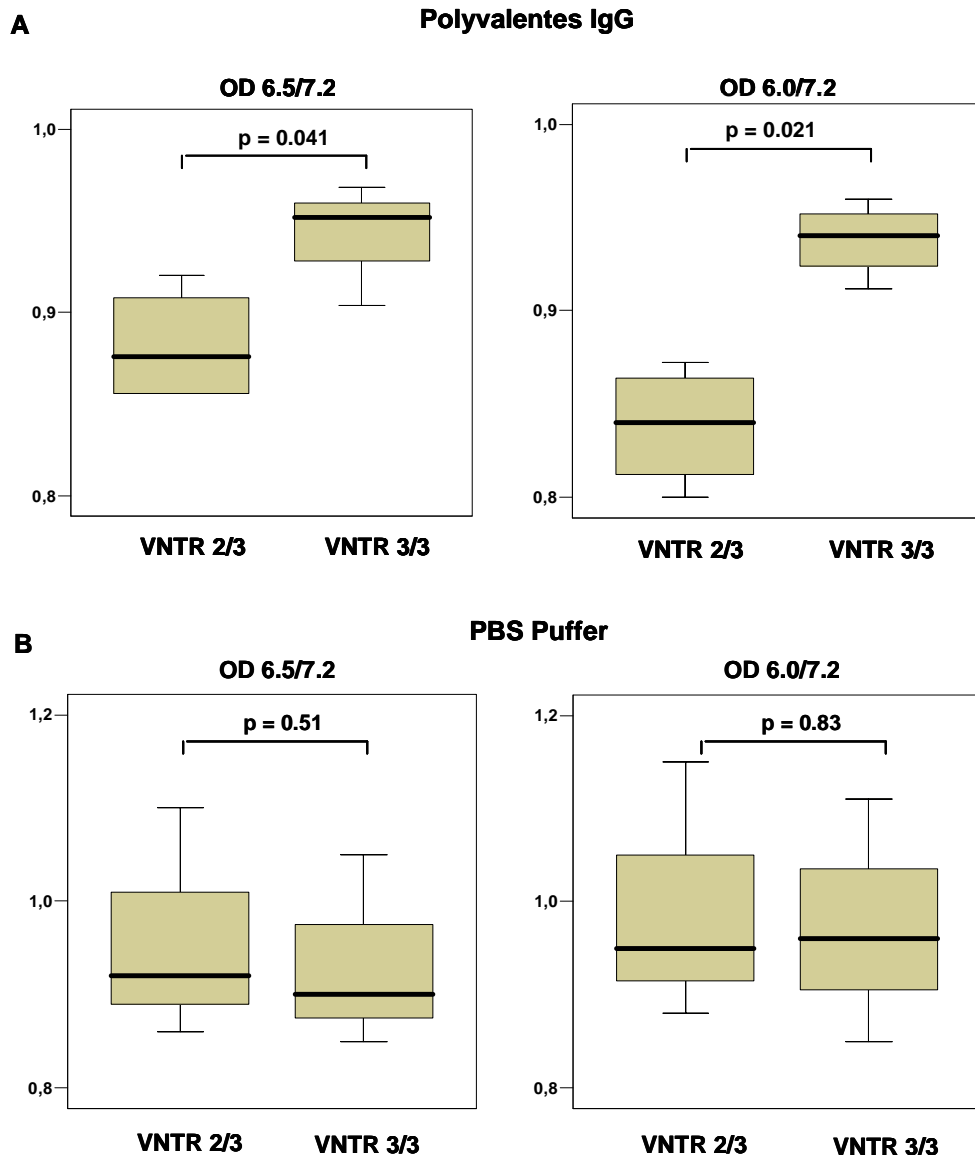 A
Polyvalentes IgG
OD 6.5/7.2
1,0
p = 0.041
0,9
0,8
VNTR 2/3
VNTR 3/3
OD 6.0/7.2
1,0
p = 0.021
0,9
0,8
VNTR 2/3
VNTR 3/3
B
PBS Puffer
OD 6.5/7.2
1,2
p = 0.51
1,0
0,8
VNTR 2/3
VNTR 3/3
OD 6.0/7.2
1,2
p = 0.83
1,0
0,8
VNTR 2/3
VNTR 3/3